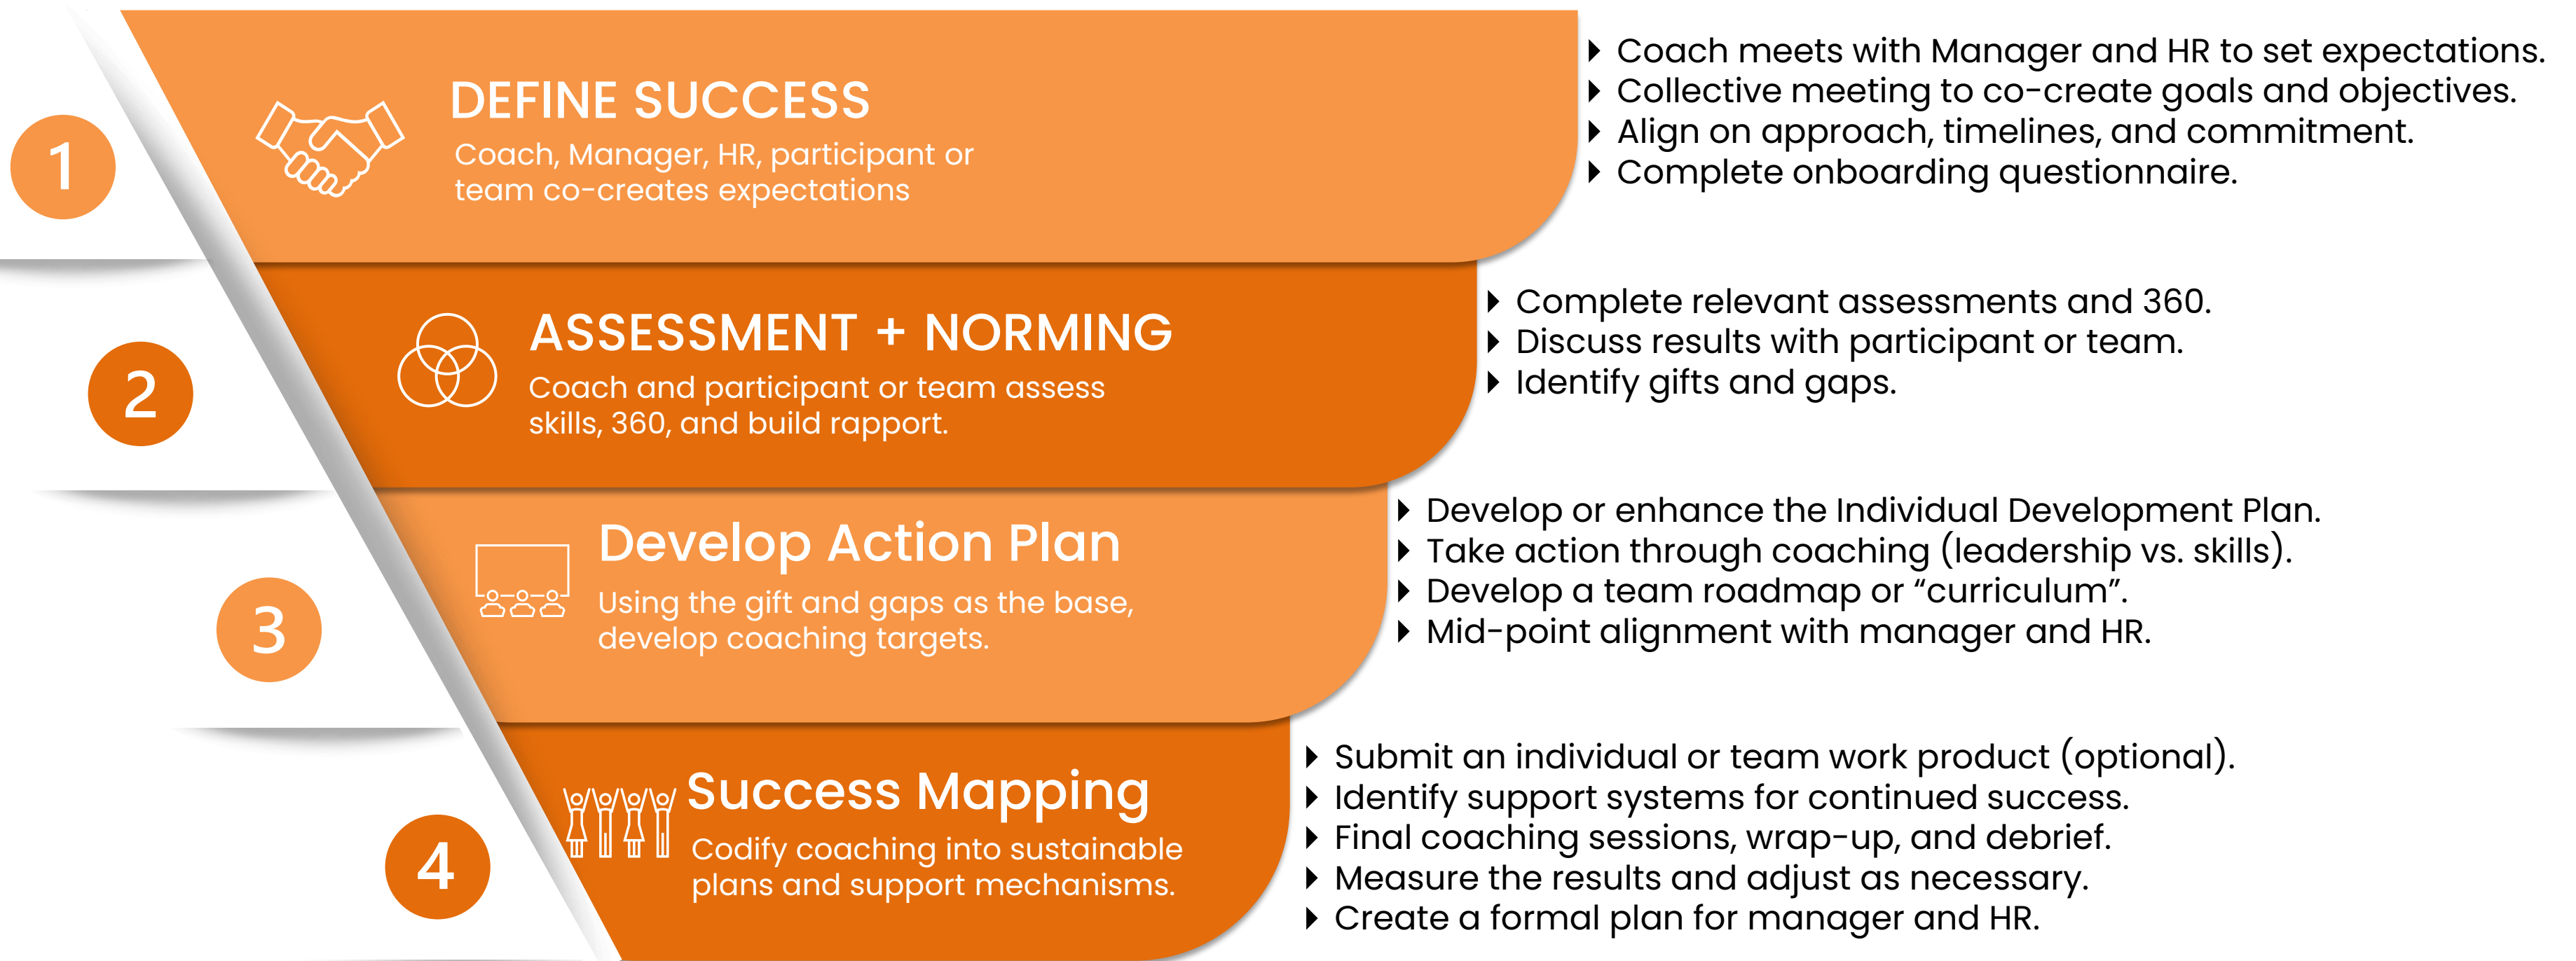 1
DEFINE SUCCESS
Coach, Manager, HR, participant or
team co-creates expectations
Coach meets with Manager and HR to set expectations.
Collective meeting to co-create goals and objectives.
Align on approach, timelines, and commitment.
Complete onboarding questionnaire.
2
ASSESSMENT + NORMING
Coach and participant or team assess
skills, 360, and build rapport.
Complete relevant assessments and 360.
Discuss results with participant or team.
Identify gifts and gaps.
3
Develop Action Plan
Using the gift and gaps as the base,
develop coaching targets.
Develop or enhance the Individual Development Plan.
Take action through coaching (leadership vs. skills).
Develop a team roadmap or “curriculum”.
Mid-point alignment with manager and HR.
4
Success Mapping
Codify coaching into sustainable
plans and support mechanisms.
Submit an individual or team work product (optional).
Identify support systems for continued success.
Final coaching sessions, wrap-up, and debrief.
Measure the results and adjust as necessary.
Create a formal plan for manager and HR.